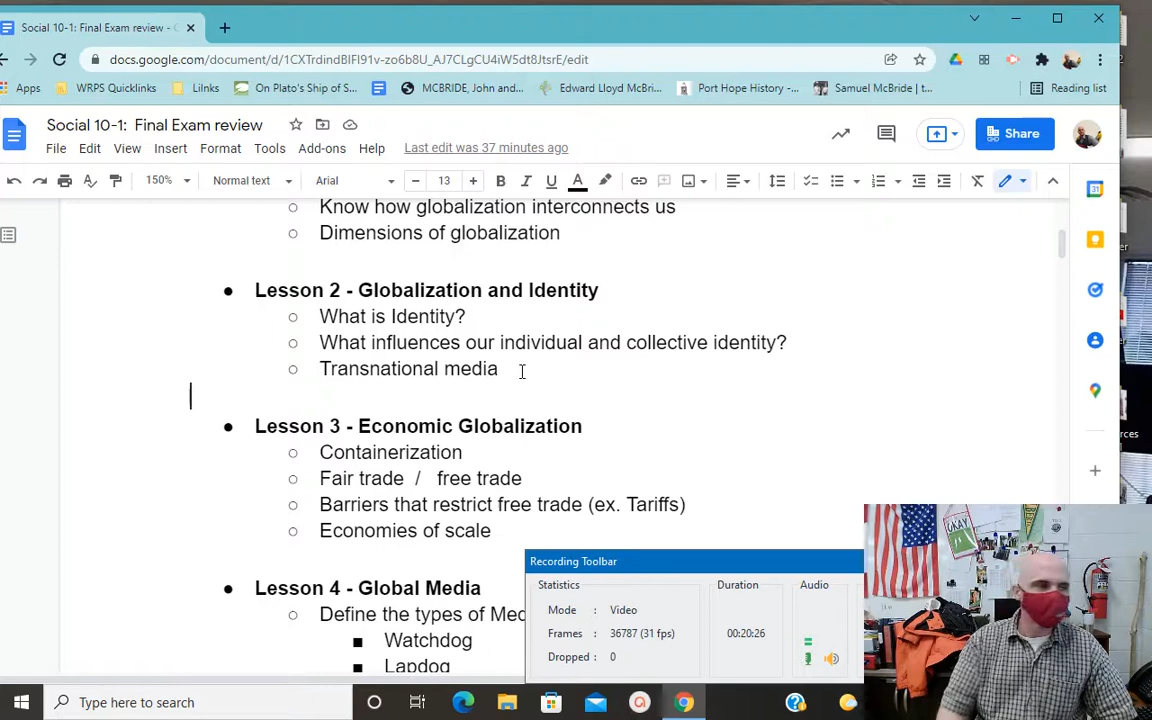 Social 10-1: Final Exam review - G
docs.google.com/document/d/1CXTrdindBIFI91v-zo6b8U_AJ7CLgCU4iW5dt8JtsrE/edit
Apps WRPS Quicklinks Lilnks On Plato's Ship of S... MCBRIDE, John and... Edward Lloyd McBri... Port Hope History -... Samuel McBride | t... Reading list
Social 10-1: Final Exam review
File Edit View Insert Format Tools Add-ons Help Last edit was 37 minutes ago
Share
150% Normal text Arial 13
Know how globalization interconnects us
Dimensions of globalization
Lesson 2 - Globalization and Identity
What is Identity?
What influences our individual and collective identity?
Transnational media
Lesson 3 - Economic Globalization
Containerization
Fair trade / free trade
Barriers that restrict free trade (ex. Tariffs)
Economies of scale
Lesson 4 - Global Media
Define the types of Med
Watchdog
Lapdog
Recording Toolbar
Statistics Duration Audio
Mode : Video
Frames : 36787 (31 fps) 00:20:26
Dropped : 0
OKAY
Type here to search